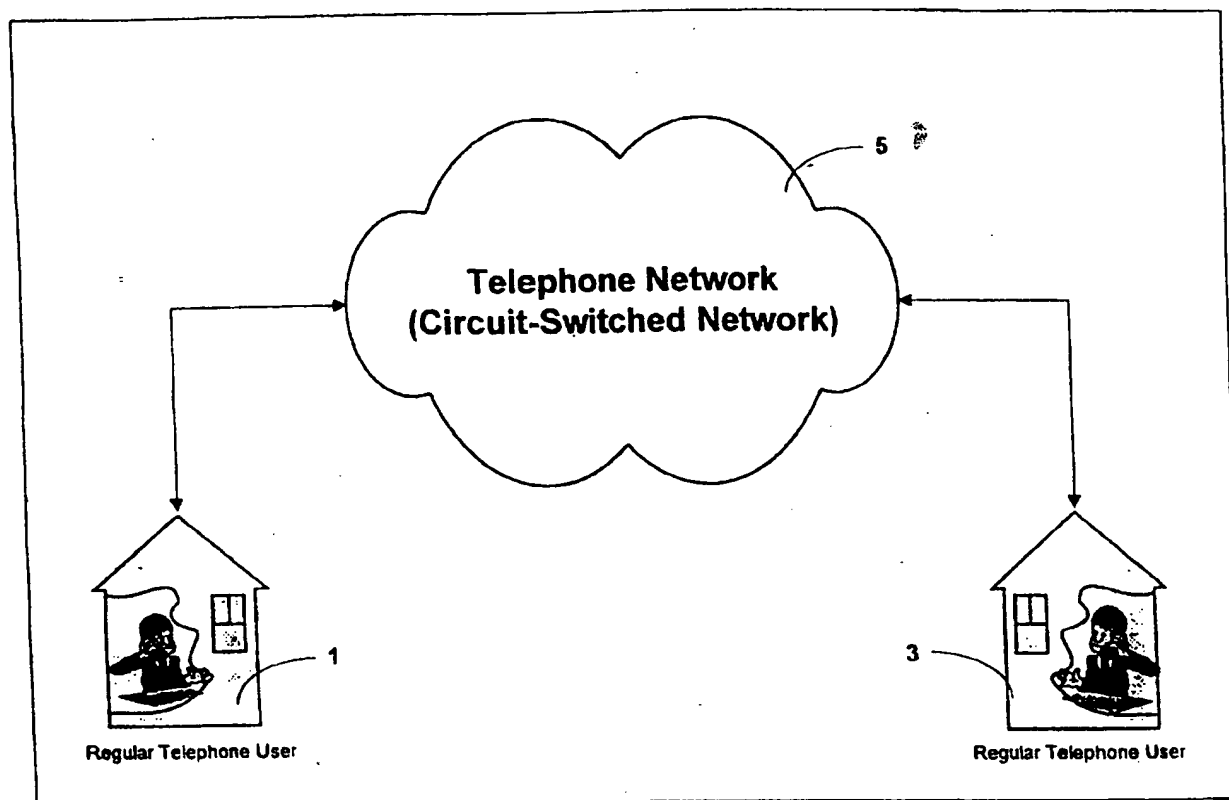 5
Telephone Network
(Circuit-Switched Network)
1
3
Regular Telephone User
Regular Telephone User